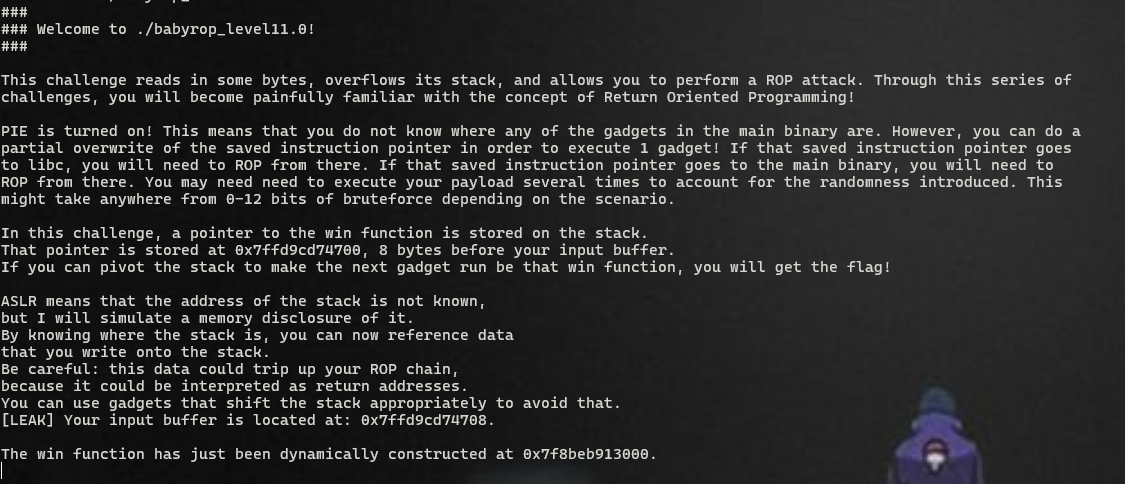 ###
### Welcome to ./babyrop_level11.0!
###
This challenge reads in some bytes, overflows its stack, and allows you to perform a ROP attack. Through this series of
challenges, you will become painfully familiar with the concept of Return Oriented Programming!
PIE is turned on! This means that you do not know where any of the gadgets in the main binary are. However, you can do a
partial overwrite of the saved instruction pointer in order to execute 1 gadget! If that saved instruction pointer goes
to libc, you will need to ROP from there. If that saved instruction pointer goes to the main binary, you will need to
ROP from there. You may need need to execute your payload several times to account for the randomness introduced. This
might take anywhere from 0-12 bits of bruteforce depending on the scenario.
In this challenge, a pointer to the win function is stored on the stack.
That pointer is stored at 0x7ffd9cd74700, 8 bytes before your input buffer.
If you can pivot the stack to make the next gadget run be that win function, you will get the flag!
ASLR means that the address of the stack is not known,
but I will simulate a memory disclosure of it.
By knowing where the stack is, you can now reference data
that you write onto the stack.
Be careful: this data could trip up your ROP chain,
because it could be interpreted as return addresses.
You can use gadgets that shift the stack appropriately to avoid that.
[LEAK] Your input buffer is located at: 0x7ffd9cd74708.
The win function has just been dynamically constructed at 0x7f8beb913000.